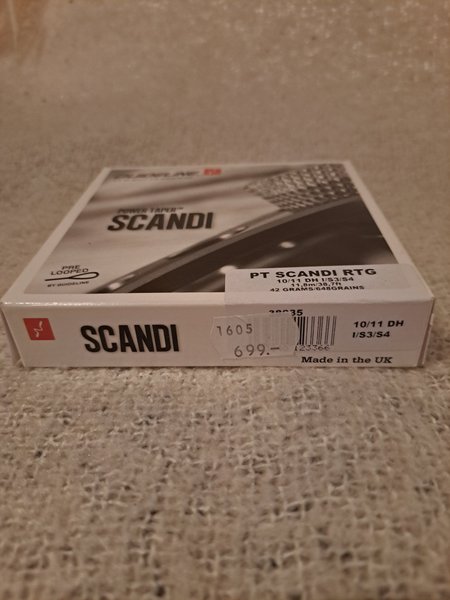 GUIDELINE
POWER TAPER™
SCANDI
PRE
LOOPED
BY GUIDELINE
PT SCANDI RTG
10/11 DH I/S3/S4
11,8m/38,7ft
42 GRAMS/648GRAINS
SCANDI
1605
699.-
10/11 DH
I/S3/S4
Made in the UK